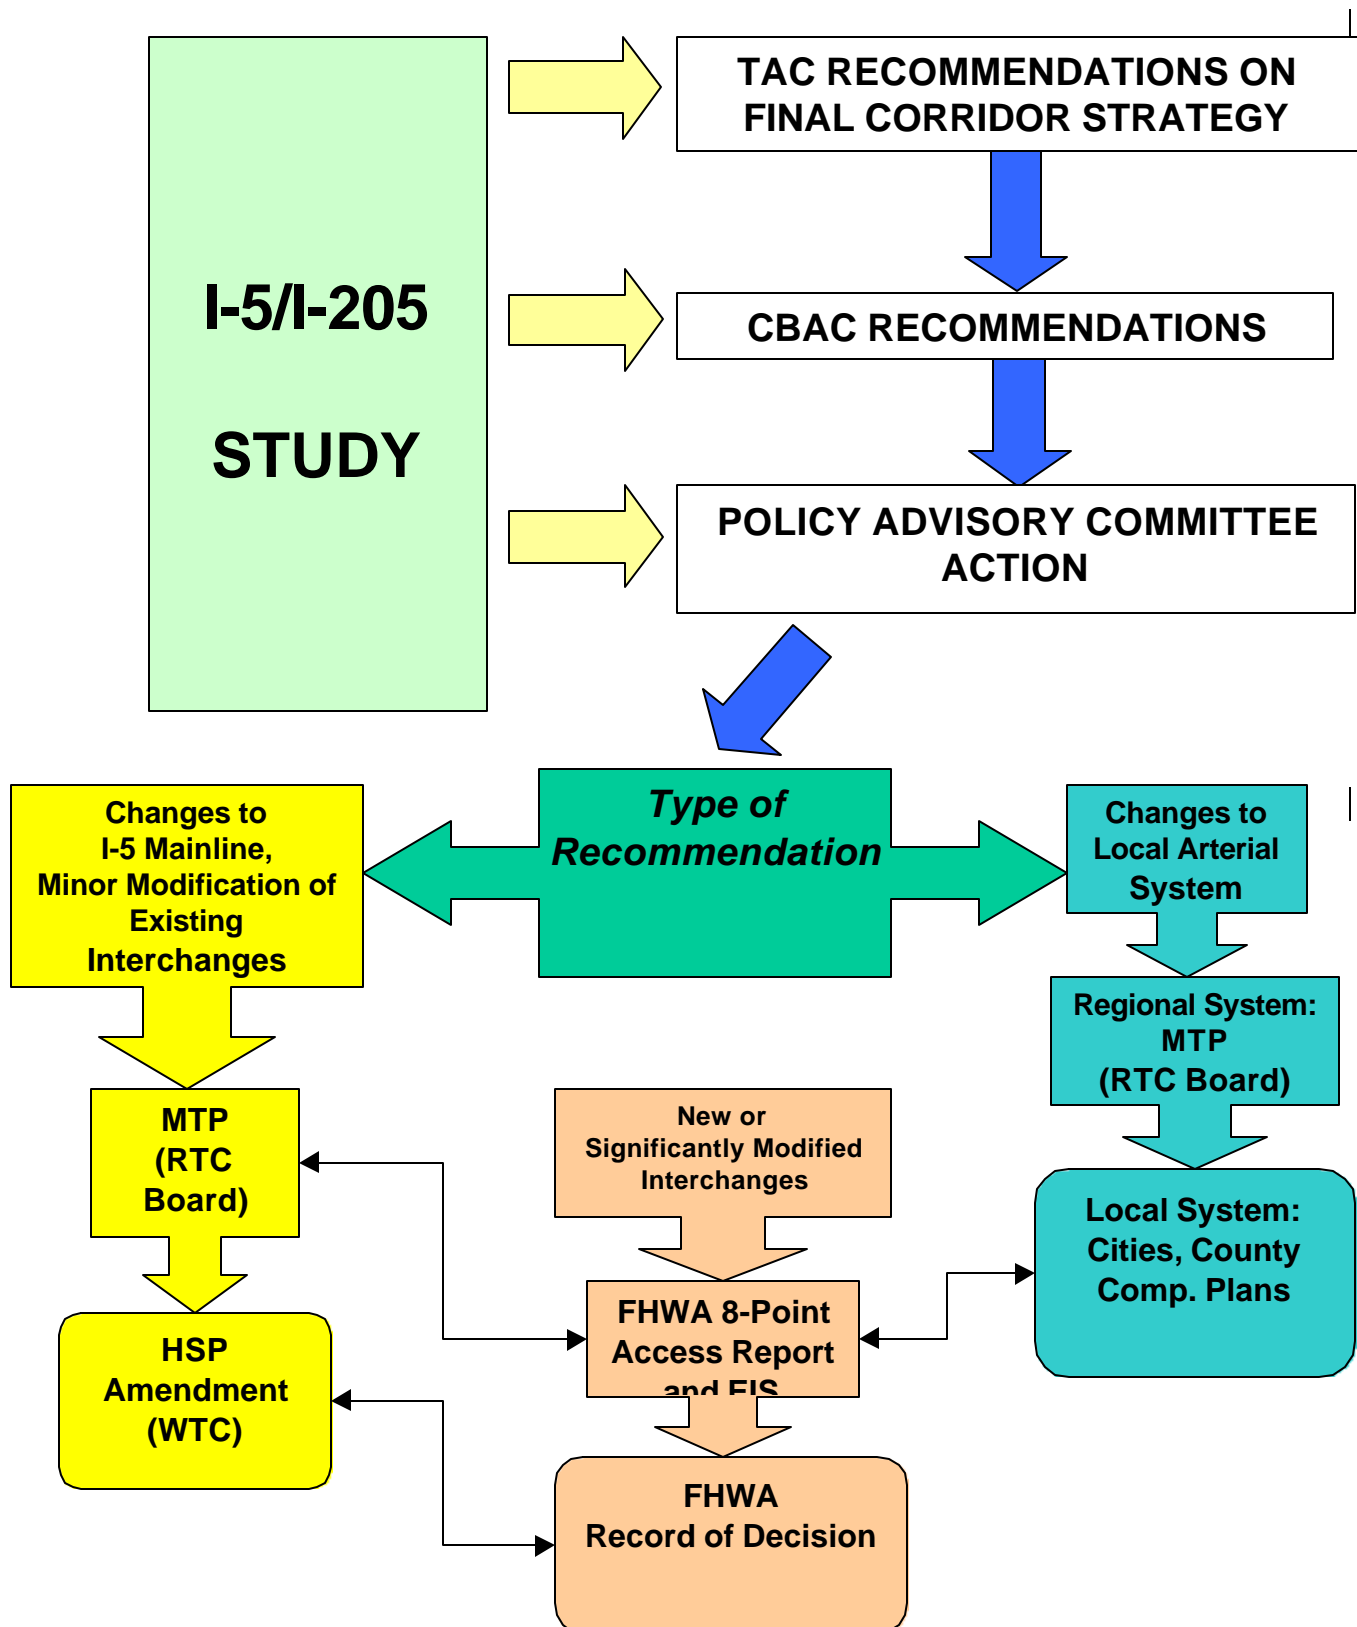 I-5/I-205
STUDY
TAC RECOMMENDATIONS ON
FINAL CORRIDOR STRATEGY
CBAC RECOMMENDATIONS
POLICY ADVISORY COMMITTEE
ACTION
Type of
Recommendation
Changes to
I-5 Mainline,
Minor Modification of
Existing
Interchanges
MTP
(RTC
Board)
HSP
Amendment
(WTC)
New or
Significantly Modified
Interchanges
FHWA 8-Point
Access Report
and EIS
FHWA
Record of Decision
Changes to
Local Arterial
System
Regional System:
MTP
(RTC Board)
Local System:
Cities, County
Comp. Plans